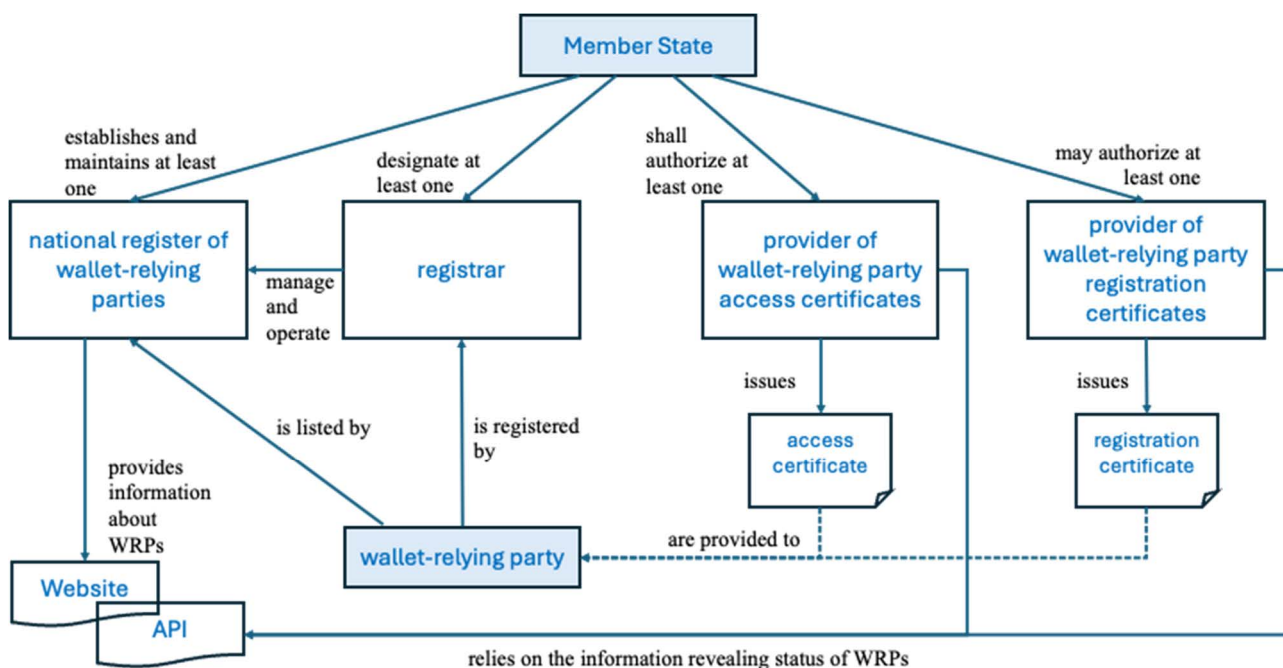 Member State
establishes and
maintains at least
one
designate at
least one
shall
authorize at
least one
may authorize at
least one
national register of
wallet-relying
parties
manage
and
operate
registrar
provider of
wallet-relying party
access certificates
provider of
wallet-relying party
registration
certificates
issues
issues
access
certificate
registration
certificate
is listed by
is registered
by
provides
information
about
WRPs
are provided to
wallet-relying party
Website
API
relies on the information revealing status of WRPs